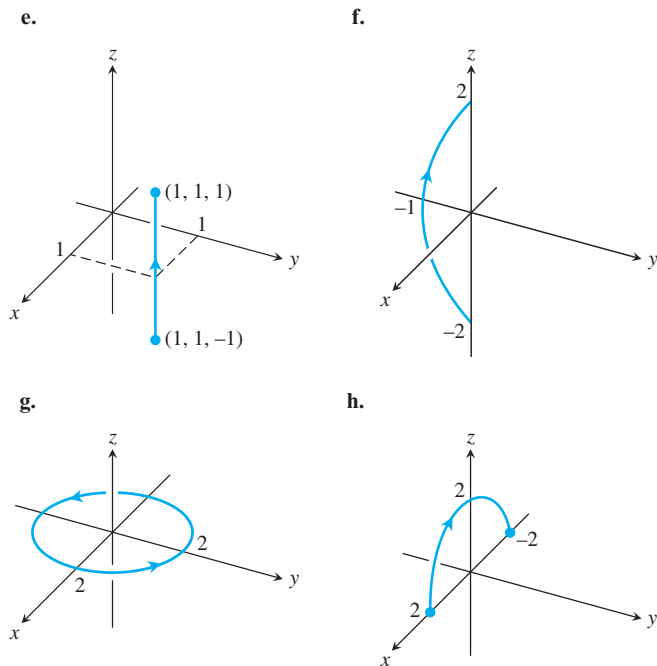 e.
z
(1, 1, 1)
1
1
y
x
(1, 1, –1)
f.
z
2
–1
y
x
–2
g.
z
2
2
y
x
h.
z
2
–2
2
y
x